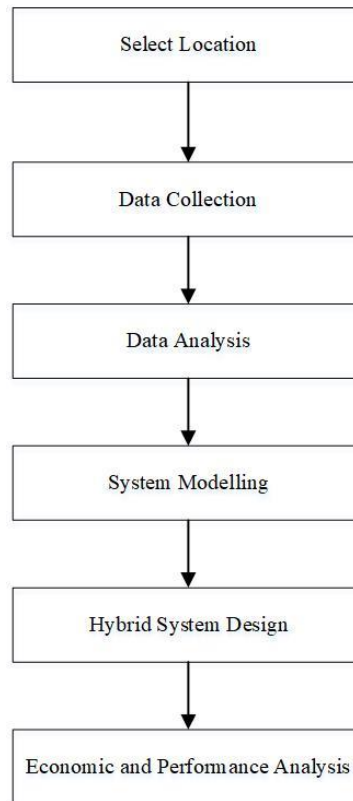 Select Location
Data Collection
Data Analysis
System Modelling
Hybrid System Design
Economic and Performance Analysis